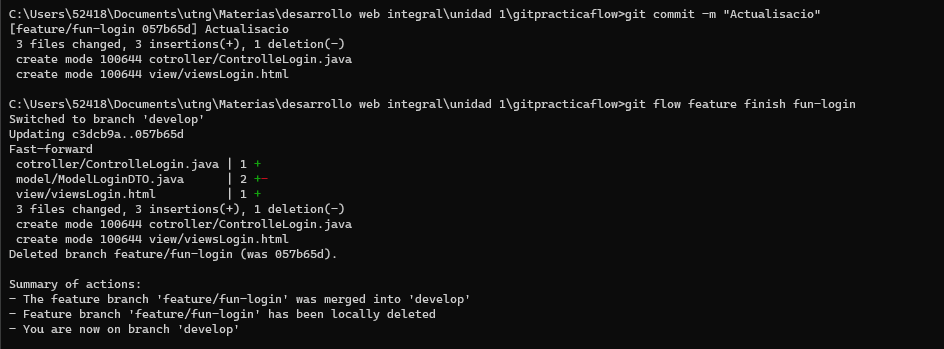 C:\Users\52418\Documents\utng\Materias\desarrollo web integral\unidad 1\gitpracticaflow>git commit -m "Actualisacio"
[feature/fun-login 057b65d] Actualisacio
 3 files changed, 3 insertions(+), 1 deletion(-)
 create mode 100644 cotroller/ControlleLogin.java
 create mode 100644 view/viewsLogin.html

C:\Users\52418\Documents\utng\Materias\desarrollo web integral\unidad 1\gitpracticaflow>git flow feature finish fun-login
Switched to branch 'develop'
Updating c3dcb9a..057b65d
Fast-forward
 cotroller/ControlleLogin.java | 1 +
 model/ModelLoginDTO.java      | 2 +-
 view/viewsLogin.html          | 1 +
 3 files changed, 3 insertions(+), 1 deletion(-)
 create mode 100644 cotroller/ControlleLogin.java
 create mode 100644 view/viewsLogin.html
Deleted branch feature/fun-login (was 057b65d).

Summary of actions:
- The feature branch 'feature/fun-login' was merged into 'develop'
- Feature branch 'feature/fun-login' has been locally deleted
- You are now on branch 'develop'